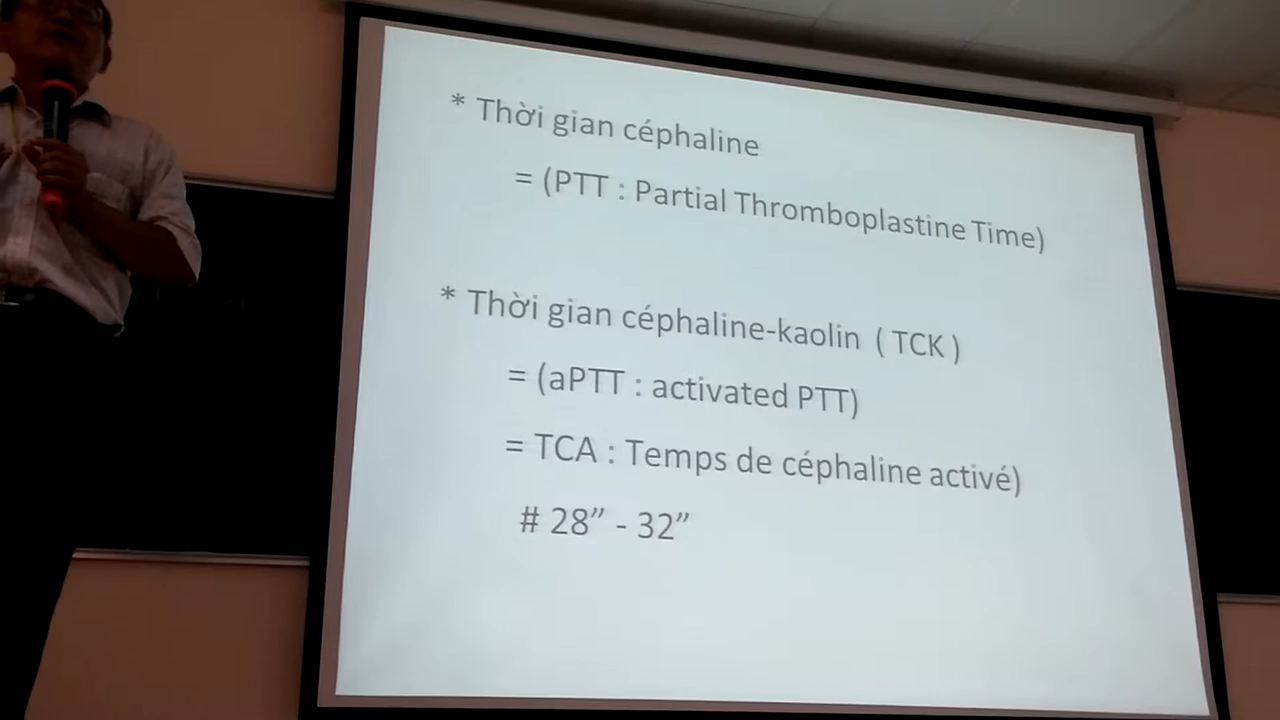 * Thời gian céphaline
= (PTT : Partial Thromboplastine Time)
* Thời gian céphaline-kaolin ( TCK )
= (aPTT : activated PTT)
= TCA : Temps de céphaline activé)
# 28” - 32”